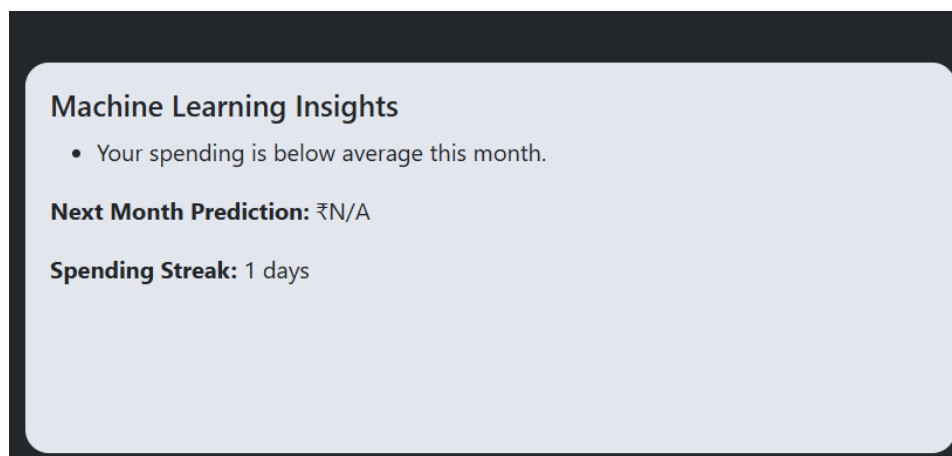 Machine Learning Insights
• Your spending is below average this month.
Next Month Prediction: ₹N/A
Spending Streak: 1 days